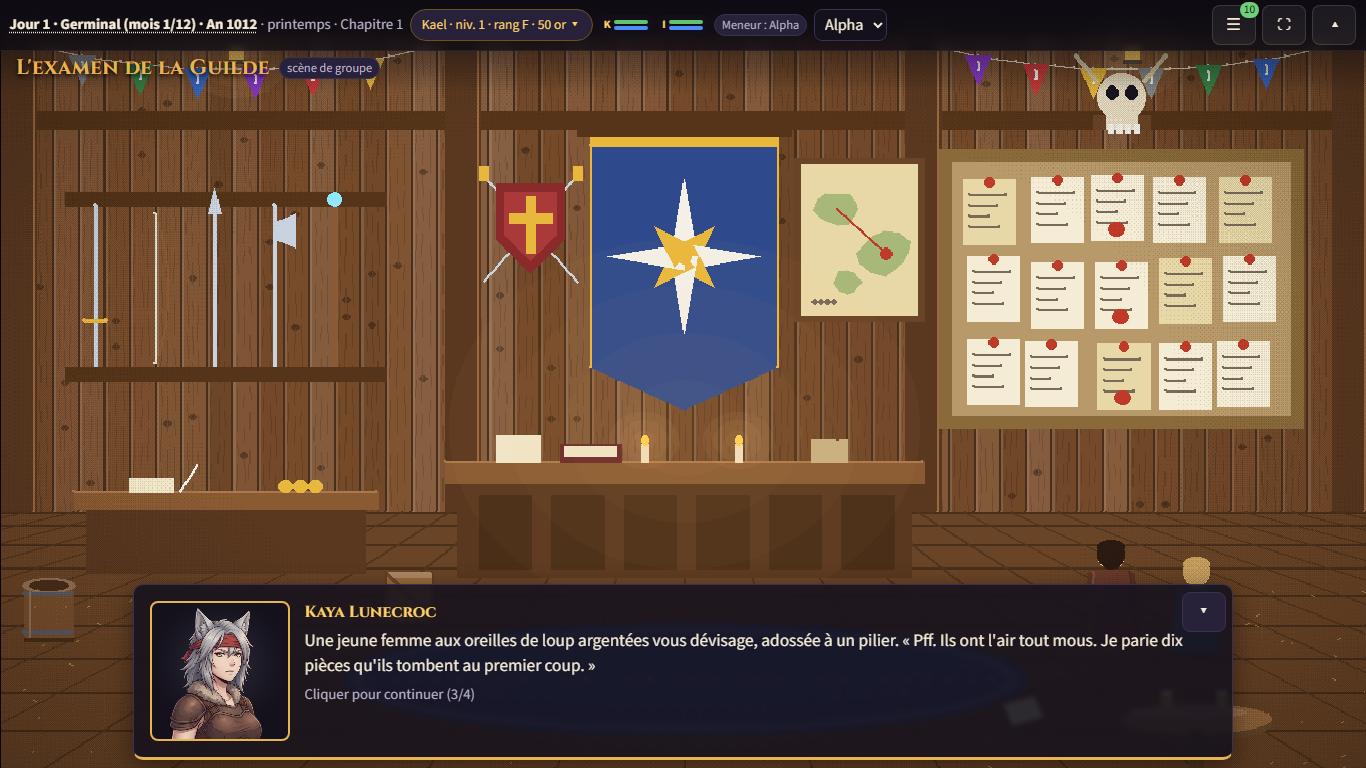 Jour 1 · Germinal (mois 1/12) · An 1012 · printemps · Chapitre 1
Kael · niv. 1 · rang F · 50 or ▾
K
I
Meneur : Alpha
Alpha
10
L'examen de la Guilde
scène de groupe
Kaya Lunecroc
Une jeune femme aux oreilles de loup argentées vous dévisage, adossée à un pilier. « Pff. Ils ont l'air tout mous. Je parie dix
pièces qu'ils tombent au premier coup. »
Cliquer pour continuer (3/4)